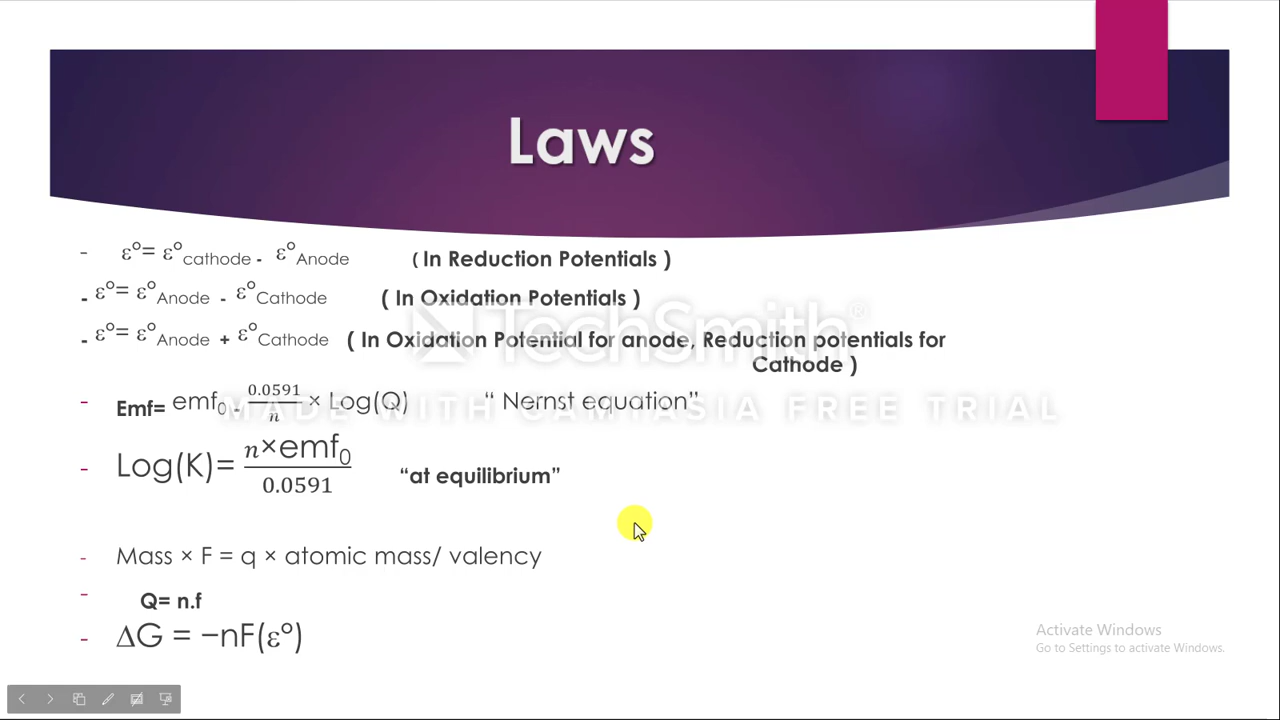 Laws
- ε°= ε°cathode - ε°Anode ( In Reduction Potentials )
- ε°= ε°Anode - ε°Cathode ( In Oxidation Potentials )
- ε°= ε°Anode + ε°Cathode ( In Oxidation Potential for anode, Reduction potentials for
Cathode )
TechSmith®
- Emf= emf₀ - 0.0591/n × Log(Q) “ Nernst equation”
MADE WITH CAMTASIA FREE TRIAL
- Log(K)= n×emf₀/0.0591 “at equilibrium”
- Mass × F = q × atomic mass/ valency
- Q= n.f
- ΔG = −nF(ε°)
Activate Windows
Go to Settings to activate Windows.